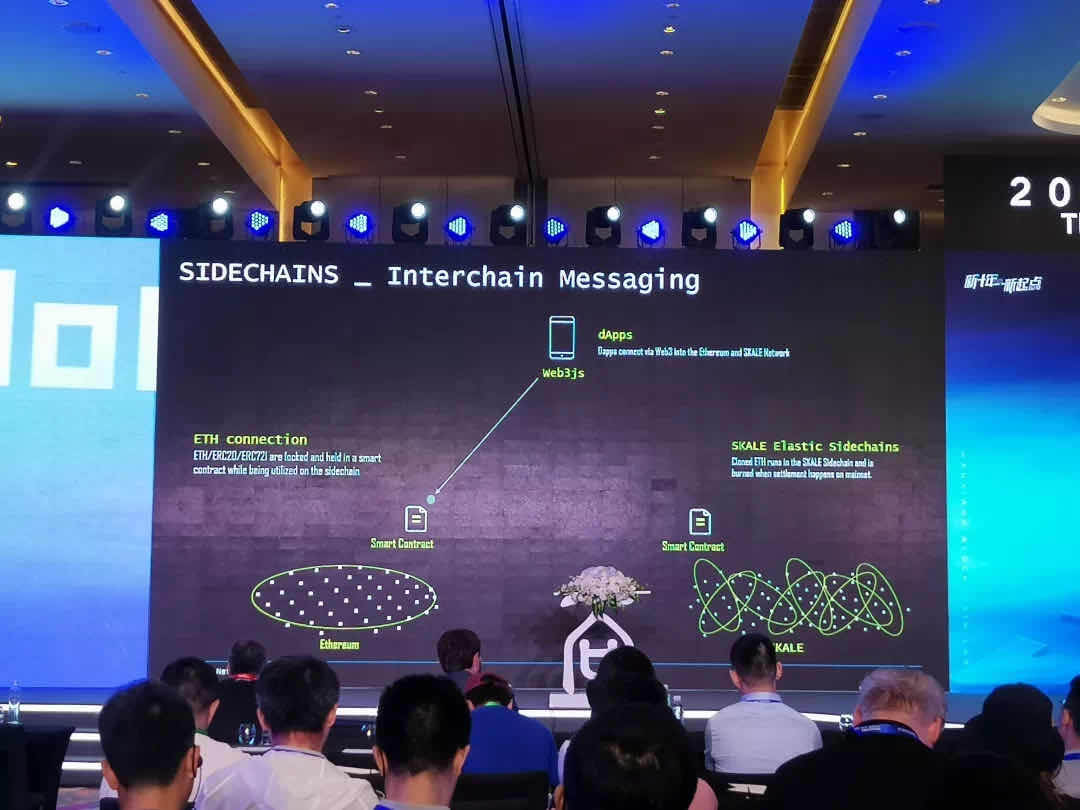 20
SIDECHAINS _ Interchain Messaging
新十年 新起点
dApps
Dapps connect via Web3 into the Ethereum and SKALE Network
Web3js
ETH connection
ETH/ERC20/ERC721 are locked and held in a smart
contract while being utilized on the sidechain
SKALE Elastic Sidechains
Cloned ETH runs in the SKALE Sidechain and is
burned when settlement happens on mainnet.
Smart Contract
Smart Contract
Ethereum
SKALE